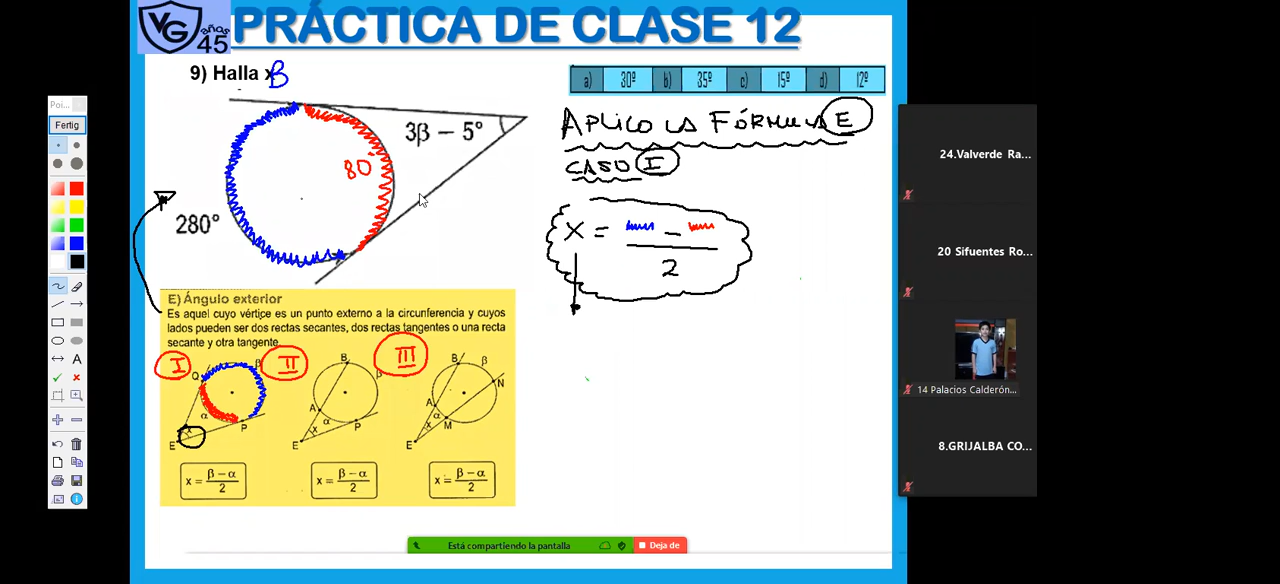 VG años 45
PRÁCTICA DE CLASE 12
9) Halla x B
a) 30º b) 35º c) 15º d) 12º
APLICO LA FÓRMULA E
CASO I
3β – 5°
80
280°
x = - 
2
E) Ángulo exterior
Es aquel cuyo vértice es un punto externo a la circunferencia y cuyos
lados pueden ser dos rectas secantes, dos rectas tangentes o una recta
secante y otra tangente.
I II III
Q β P α x E
B β A α P x E
B β N A α M x E
x = β – α / 2
x = β – α / 2
x = β – α / 2
Poi...
Fertig
A
24.Valverde Ra...
20 Sifuentes Ro...
14 Palacios Calderón...
8.GRIJALBA CO...
Está compartiendo la pantalla
Deja de